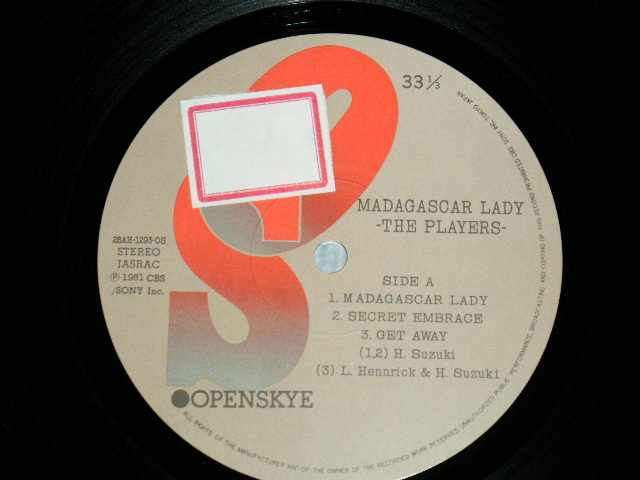 33 1/3
MADAGASCAR LADY
-THE PLAYERS-
28AH-1293-OS
STEREO
JASRAC
Ⓟ 1981 CBS
/SONY Inc.
SIDE A
1. MADAGASCAR LADY
2. SECRET EMBRACE
3. GET AWAY
(1,2) H. Suzuki
(3) L. Hennrick & H. Suzuki
OPENSKYE
ALL RIGHTS OF THE MANUFACTURER AND OF THE OWNER OF THE RECORDED WORK RESERVED. UNAUTHORIZED PUBLIC PERFORMANCE, BROADCASTING AND COPYING OF THIS RECORD PROHIBITED CBS/SONY INC. TOKYO JAPAN